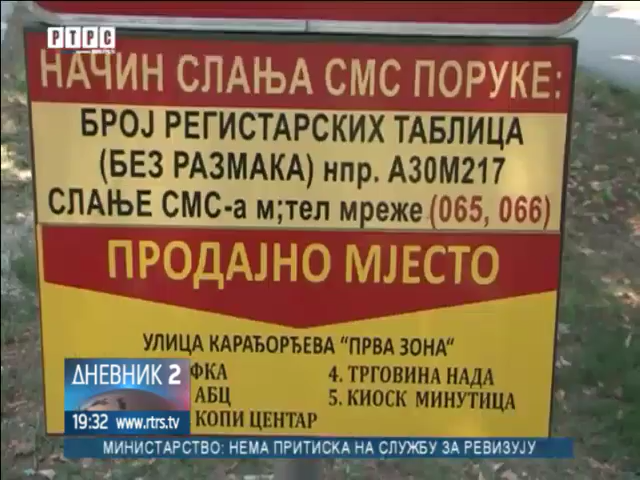 РТРС
НАЧИН СЛАЊА СМС ПОРУКЕ:
БРОЈ РЕГИСТАРСКИХ ТАБЛИЦА
(БЕЗ РАЗМАКА) нпр. А30М217
СЛАЊЕ СМС-а м;тел мреже (065, 066)
ПРОДАЈНО МЈЕСТО
УЛИЦА КАРАЂОРЂЕВА "ПРВА ЗОНА"
4. ТРГОВИНА НАДА
АБЦ 5. КИОСК МИНУТИЦА
КОПИ ЦЕНТАР
ДНЕВНИК 2
19:32 www.rtrs.tv
МИНИСТАРСТВО: НЕМА ПРИТИСКА НА СЛУЖБУ ЗА РЕВИЗУЈУ